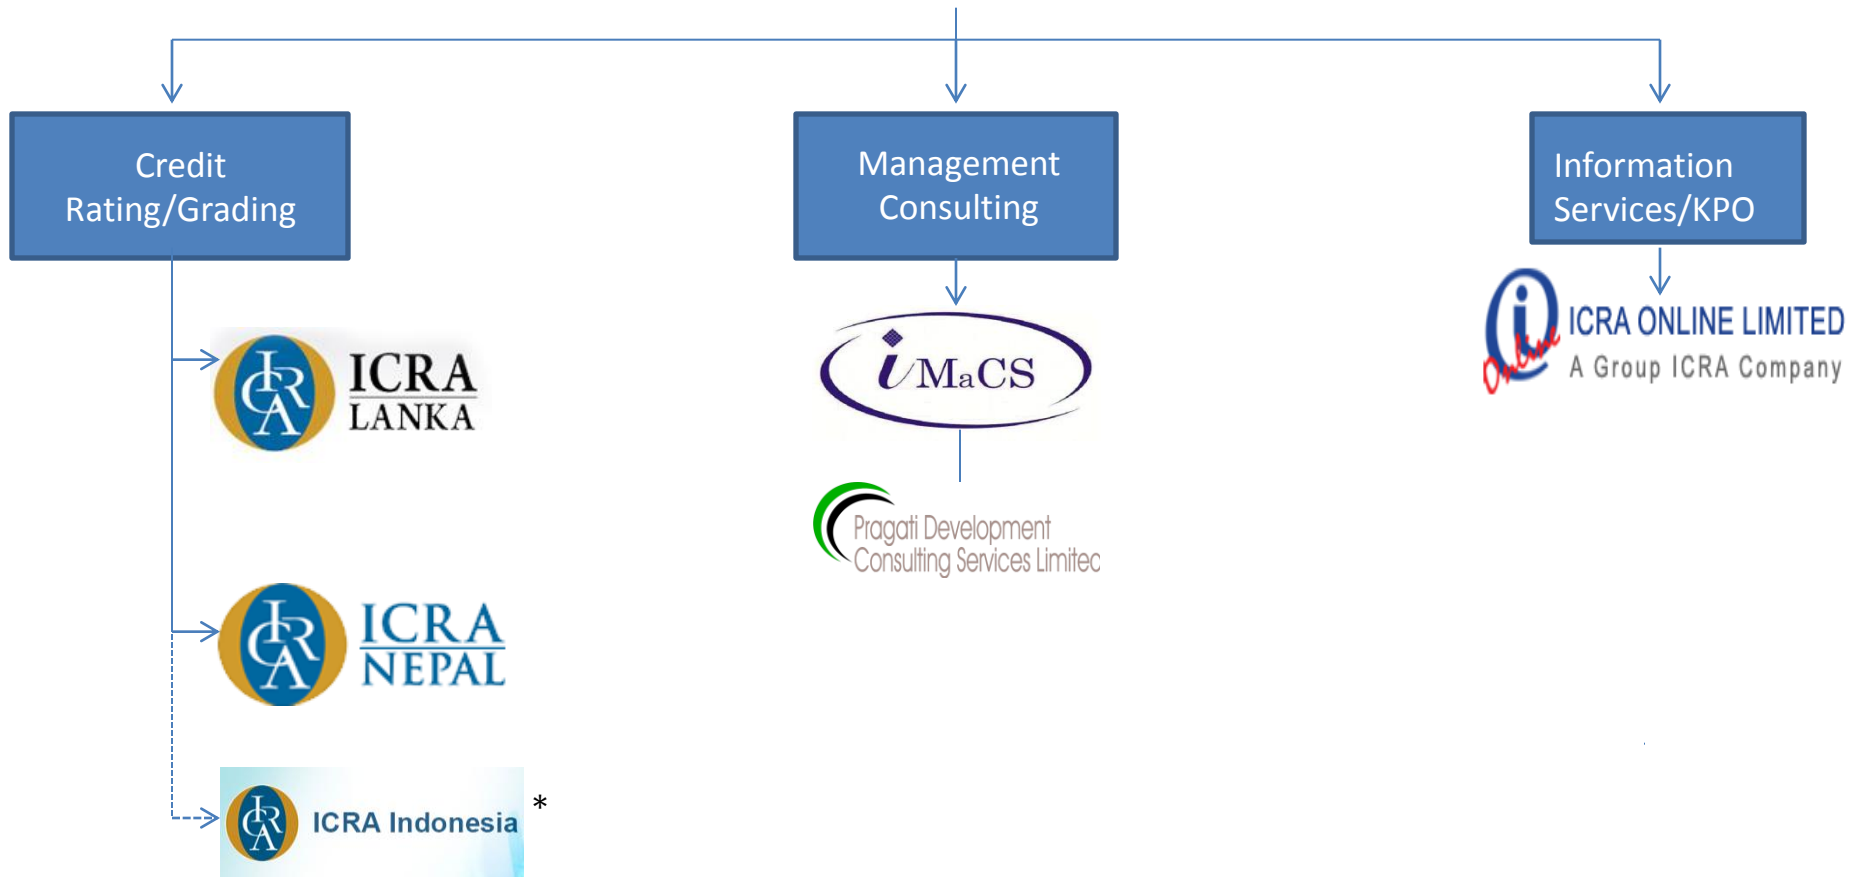 Credit
Rating/Grading
Management
Consulting
Information
Services/KPO
ICRA
LANKA
iMaCS
Pragati Development
Consulting Services Limited
ICRA ONLINE LIMITED
A Group ICRA Company
Online
ICRA
NEPAL
ICRA Indonesia *